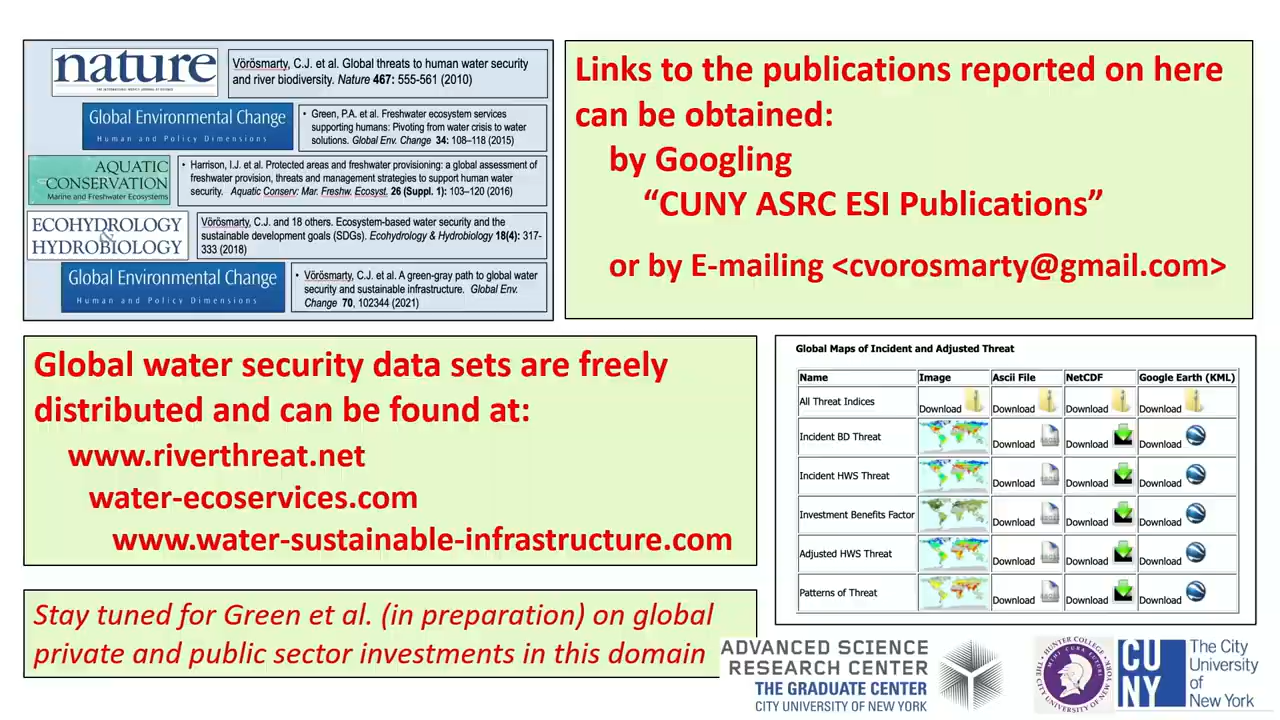 nature
Vörösmarty, C.J. et al. Global threats to human water security
and river biodiversity. Nature 467: 555-561 (2010)
Global Environmental Change
Human and Policy Dimensions
• Green, P.A. et al. Freshwater ecosystem services
supporting humans: Pivoting from water crisis to water
solutions. Global Env. Change 34: 108–118 (2015)
AQUATIC
CONSERVATION
Marine and Freshwater Ecosystems
• Harrison, I.J. et al. Protected areas and freshwater provisioning: a global assessment of
freshwater provision, threats and management strategies to support human water
security. Aquatic Conserv: Mar. Freshw. Ecosyst. 26 (Suppl. 1): 103–120 (2016)
ECOHYDROLOGY
&
HYDROBIOLOGY
Vörösmarty, C.J. and 18 others. Ecosystem-based water security and the
sustainable development goals (SDGs). Ecohydrology & Hydrobiology 18(4): 317-
333 (2018)
Global Environmental Change
Human and Policy Dimensions
• Vörösmarty, C.J. et al. A green-gray path to global water
security and sustainable infrastructure. Global Env.
Change 70, 102344 (2021)
Links to the publications reported on here
can be obtained:
by Googling
“CUNY ASRC ESI Publications”
or by E-mailing <cvorosmarty@gmail.com>
Global water security data sets are freely
distributed and can be found at:
www.riverthreat.net
water-ecoservices.com
www.water-sustainable-infrastructure.com
Global Maps of Incident and Adjusted Threat
Name Image Ascii File NetCDF Google Earth (KML)
All Threat Indices Download Download Download Download
Incident BD Threat Download Download Download
Incident HWS Threat Download Download Download
Investment Benefits Factor Download Download Download
Adjusted HWS Threat Download Download Download
Patterns of Threat Download Download Download
Stay tuned for Green et al. (in preparation) on global
private and public sector investments in this domain
ADVANCED SCIENCE
RESEARCH CENTER
THE GRADUATE CENTER
CITY UNIVERSITY OF NEW YORK
HUNTER COLLEGE
THE CITY UNIVERSITY OF NEW YORK
CU
NY
The City
University
of
New York